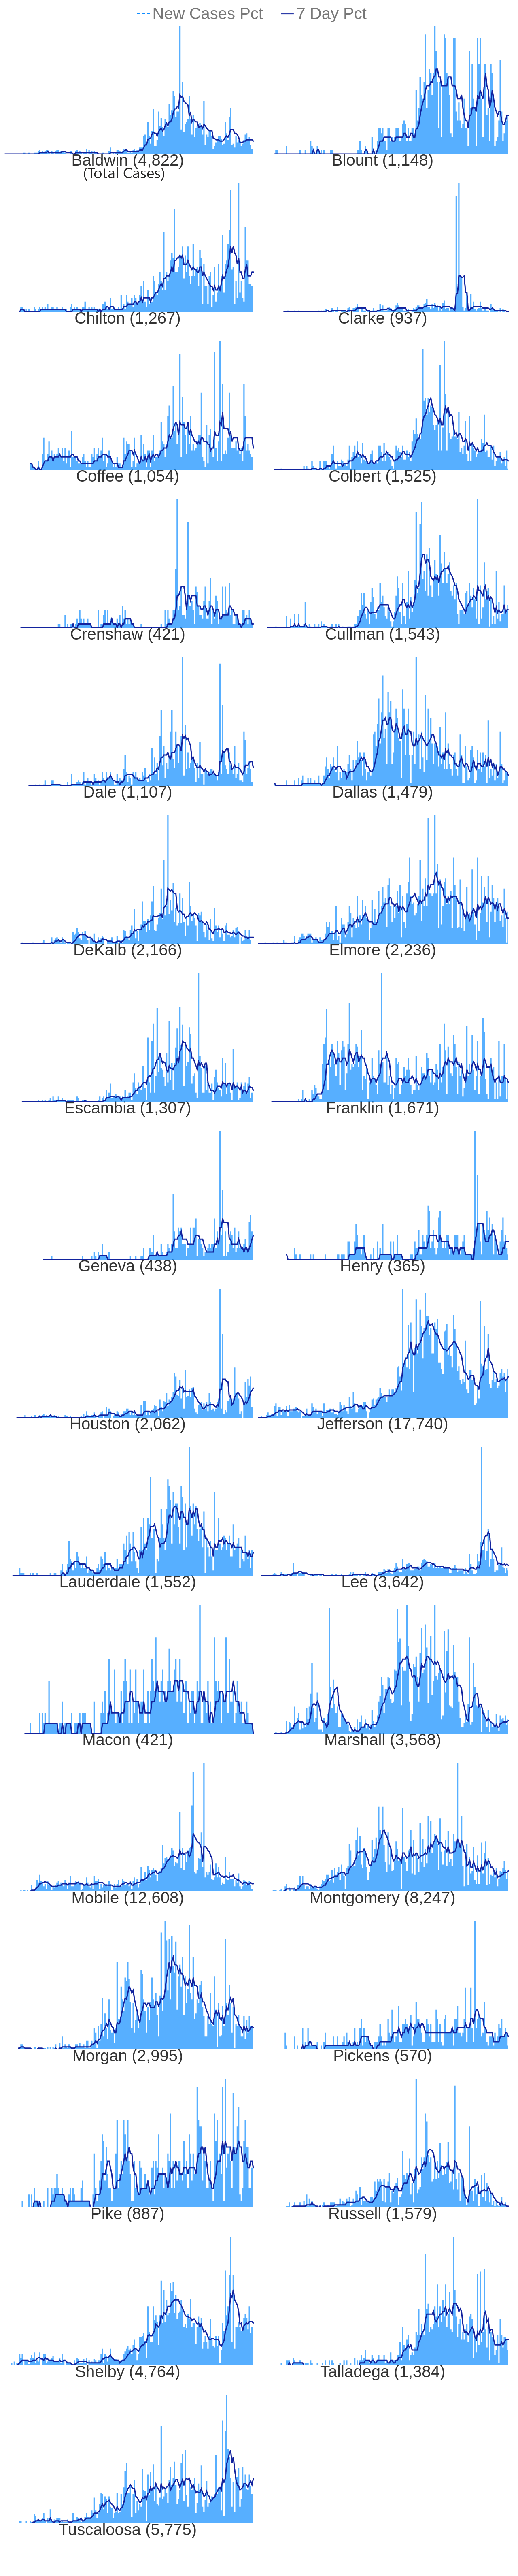 New Cases Pct 7 Day Pct
Baldwin (4,822) Blount (1,148)
(Total Cases)
Chilton (1,267) Clarke (937)
Coffee (1,054) Colbert (1,525)
Crenshaw (421) Cullman (1,543)
Dale (1,107) Dallas (1,479)
DeKalb (2,166) Elmore (2,236)
Escambia (1,307) Franklin (1,671)
Geneva (438) Henry (365)
Houston (2,062) Jefferson (17,740)
Lauderdale (1,552) Lee (3,642)
Macon (421) Marshall (3,568)
Mobile (12,608) Montgomery (8,247)
Morgan (2,995) Pickens (570)
Pike (887) Russell (1,579)
Shelby (4,764) Talladega (1,384)
Tuscaloosa (5,775)